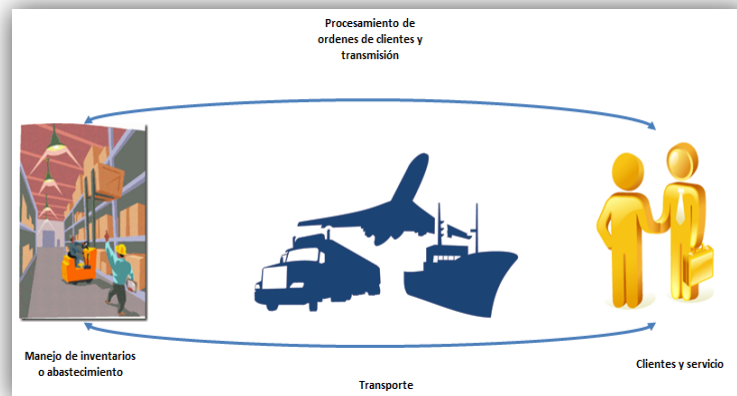 Procesamiento de
ordenes de clientes y
transmisión
Manejo de inventarios
o abastecimiento
Clientes y servicio
Transporte